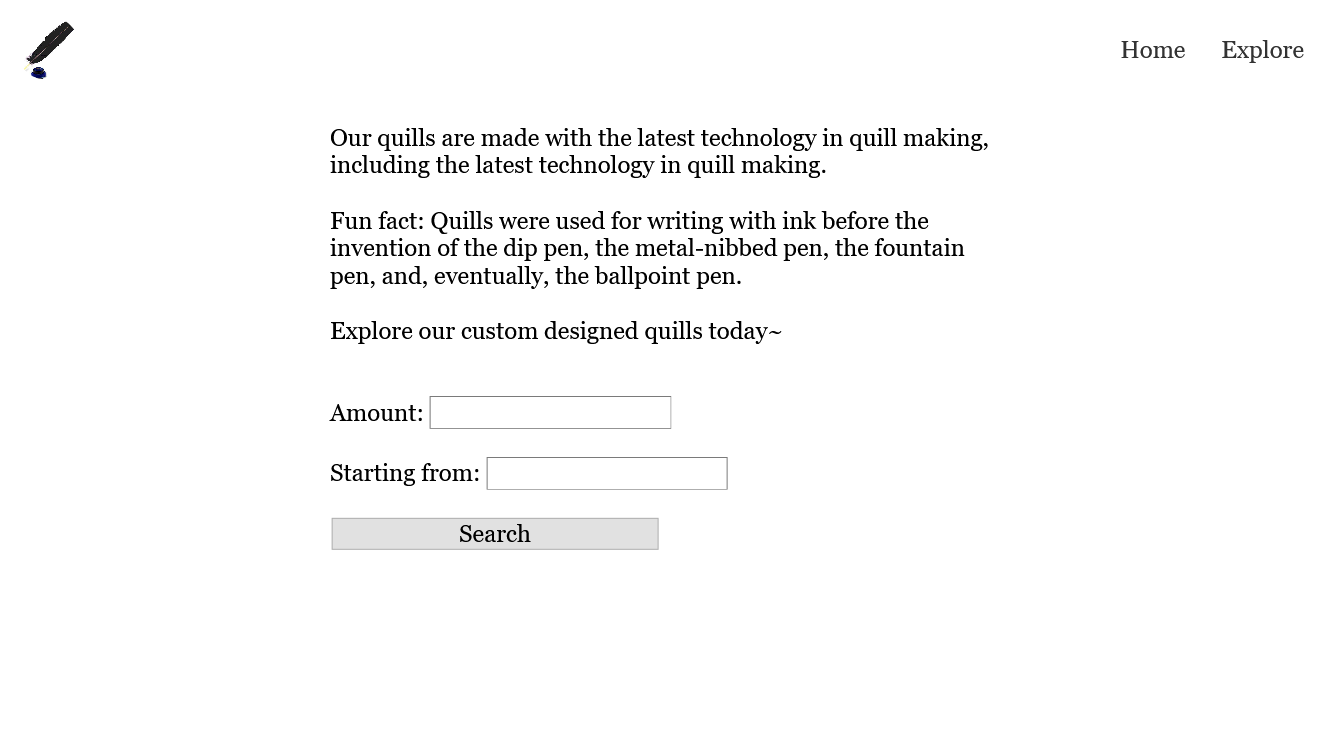 Home Explore
Our quills are made with the latest technology in quill making,
including the latest technology in quill making.
Fun fact: Quills were used for writing with ink before the
invention of the dip pen, the metal-nibbed pen, the fountain
pen, and, eventually, the ballpoint pen.
Explore our custom designed quills today~
Amount:
Starting from:
Search